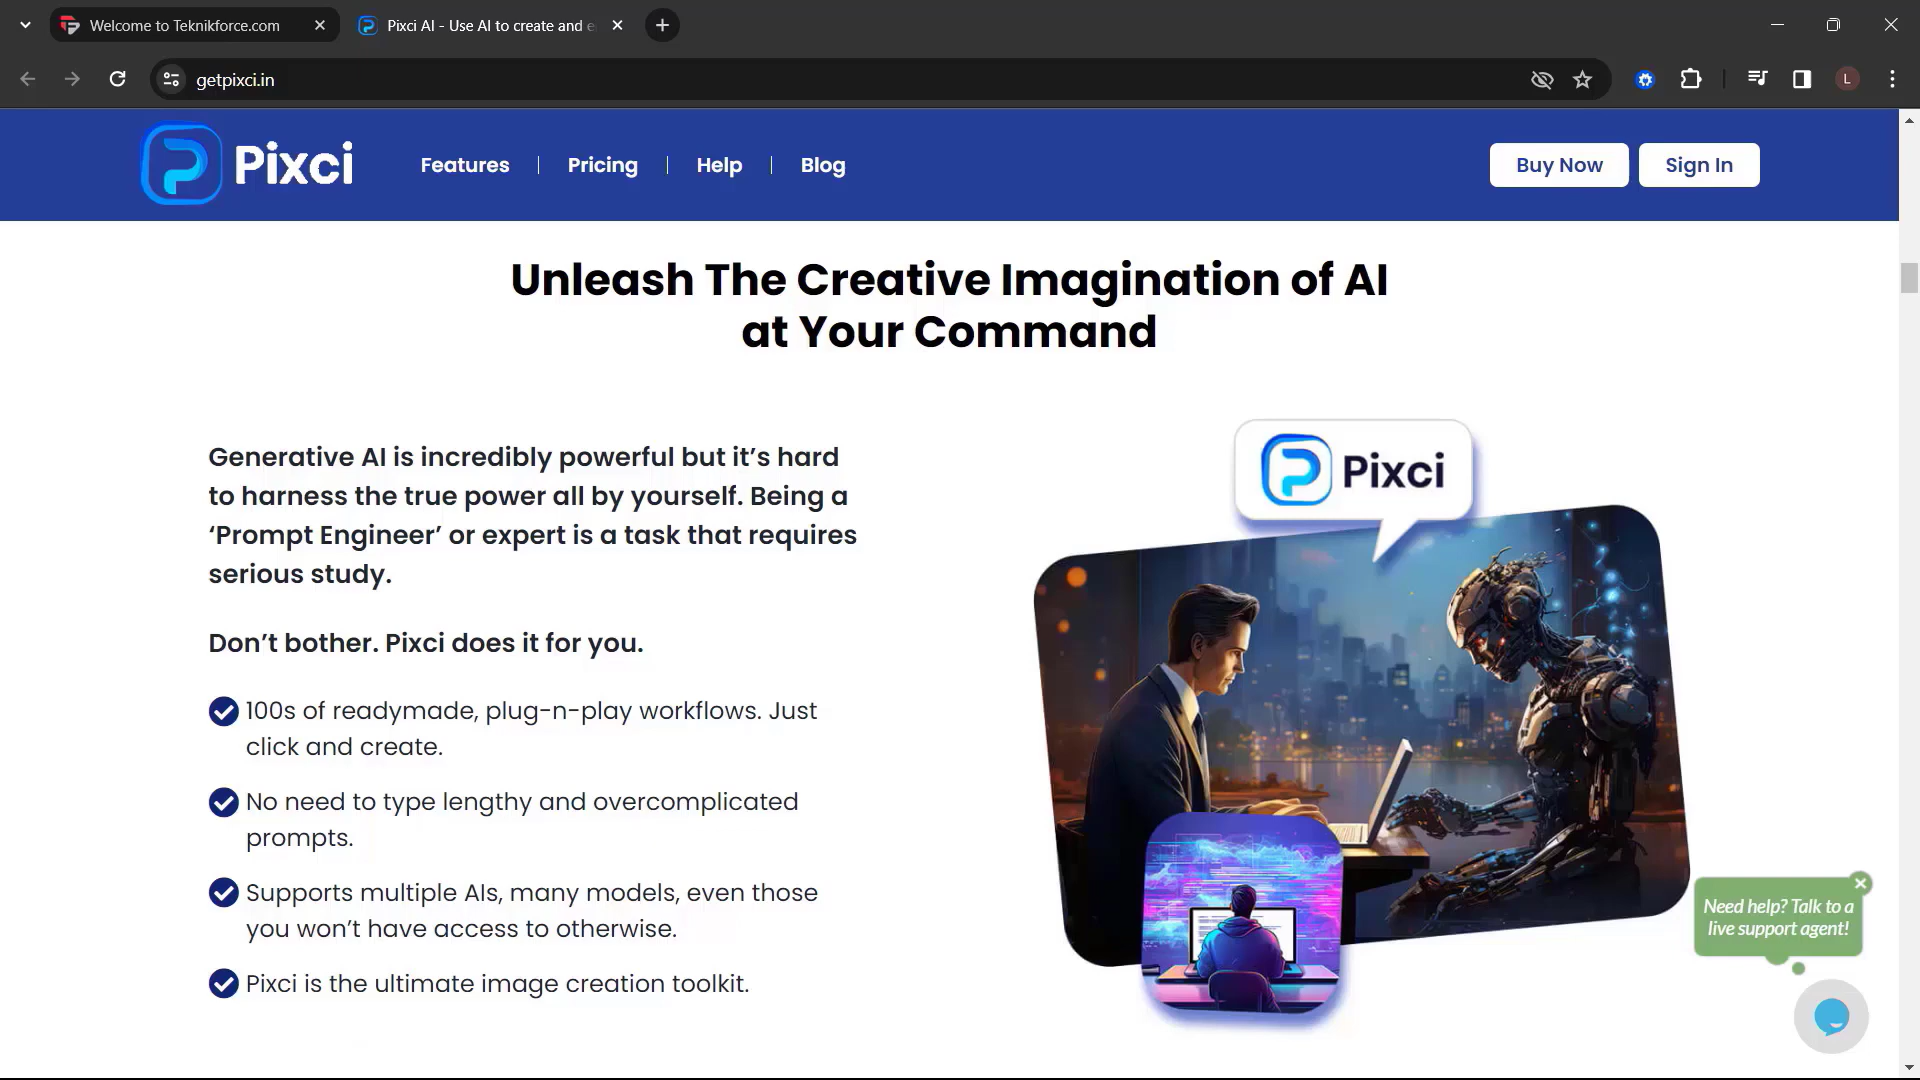 Welcome to Teknikforce.com
Pixci AI - Use AI to create and e
getpixci.in
L
Pixci
Features
Pricing
Help
Blog
Buy Now
Sign In
Unleash The Creative Imagination of AI
at Your Command
Generative AI is incredibly powerful but it’s hard
to harness the true power all by yourself. Being a
‘Prompt Engineer’ or expert is a task that requires
serious study.
Don’t bother. Pixci does it for you.
100s of readymade, plug-n-play workflows. Just
click and create.
No need to type lengthy and overcomplicated
prompts.
Supports multiple AIs, many models, even those
you won’t have access to otherwise.
Pixci is the ultimate image creation toolkit.
Pixci
Need help? Talk to a
live support agent!